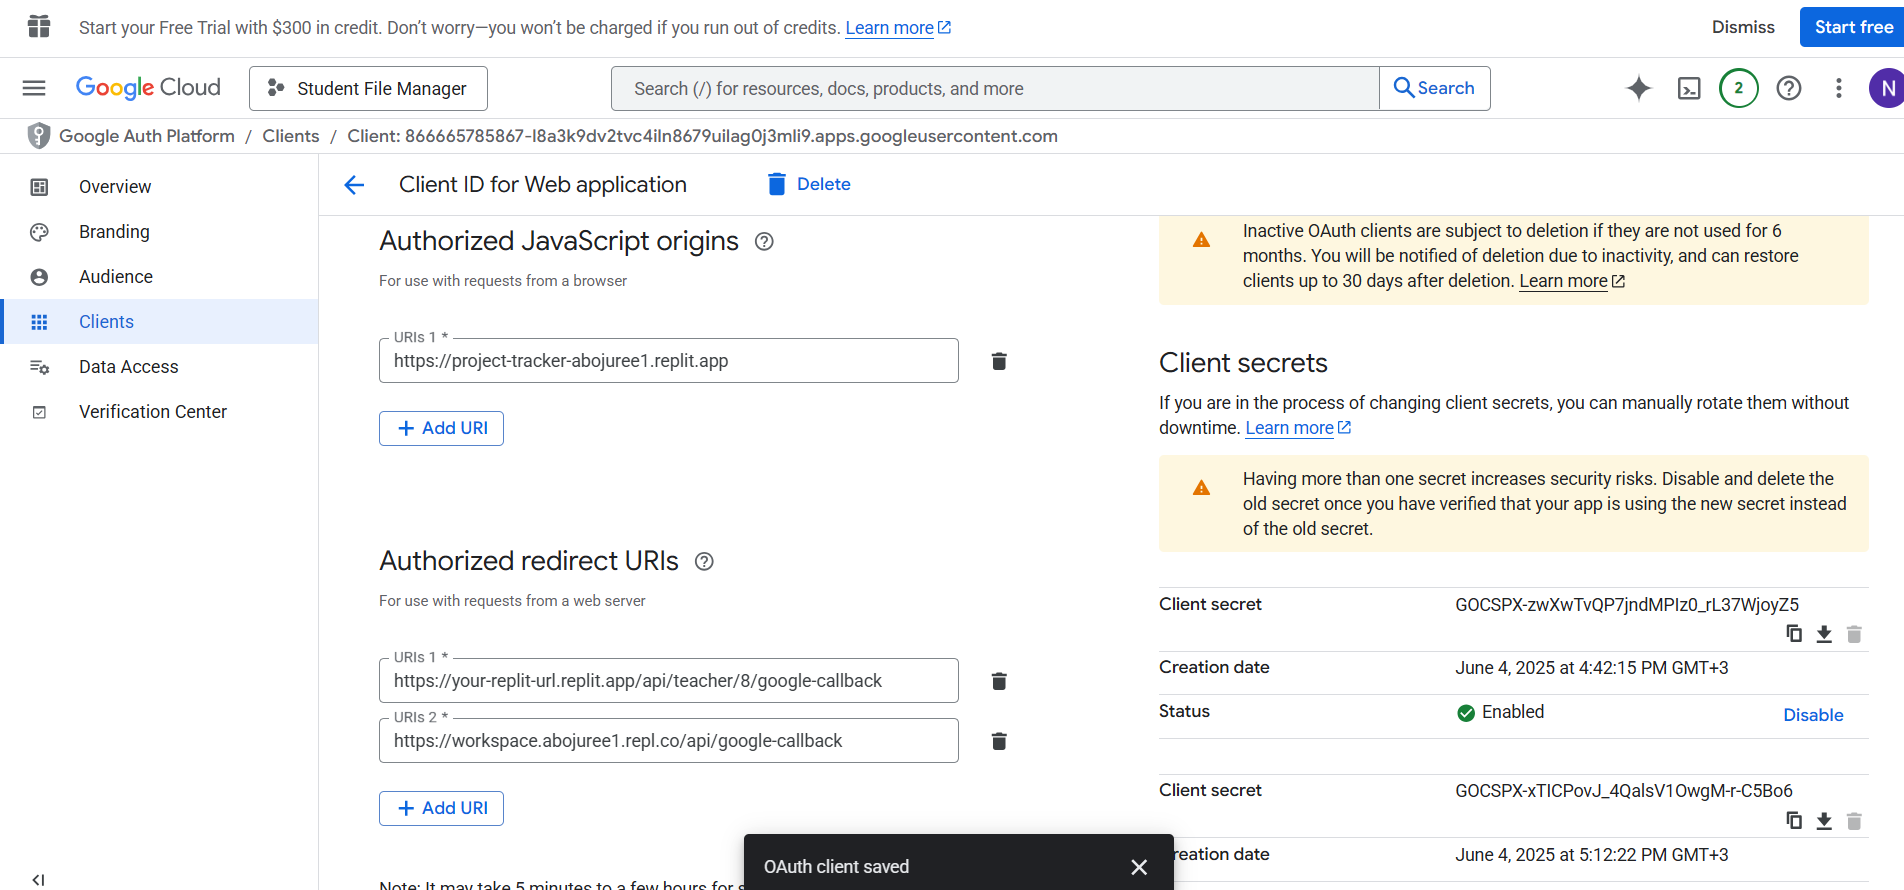 Start your Free Trial with $300 in credit. Don’t worry—you won’t be charged if you run out of credits. Learn more
Dismiss
Start free
Google Cloud
Student File Manager
Search (/) for resources, docs, products, and more
Search
2
N
Google Auth Platform / Clients / Client: 866665785867-l8a3k9dv2tvc4iln8679uilag0j3mli9.apps.googleusercontent.com
Overview
Branding
Audience
Clients
Data Access
Verification Center
Client ID for Web application
Delete
Authorized JavaScript origins
For use with requests from a browser
URIs 1 *
https://project-tracker-abojuree1.replit.app
Add URI
Authorized redirect URIs
For use with requests from a web server
URIs 1 *
https://your-replit-url.replit.app/api/teacher/8/google-callback
URIs 2 *
https://workspace.abojuree1.repl.co/api/google-callback
Add URI
Note: It may take 5 minutes to a few hours for
Inactive OAuth clients are subject to deletion if they are not used for 6
months. You will be notified of deletion due to inactivity, and can restore
clients up to 30 days after deletion. Learn more
Client secrets
If you are in the process of changing client secrets, you can manually rotate them without
downtime. Learn more
Having more than one secret increases security risks. Disable and delete the
old secret once you have verified that your app is using the new secret instead
of the old secret.
Client secret
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
Creation date
June 4, 2025 at 4:42:15 PM GMT+3
Status
Enabled
Disable
Client secret
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
reation date
June 4, 2025 at 5:12:22 PM GMT+3
OAuth client saved